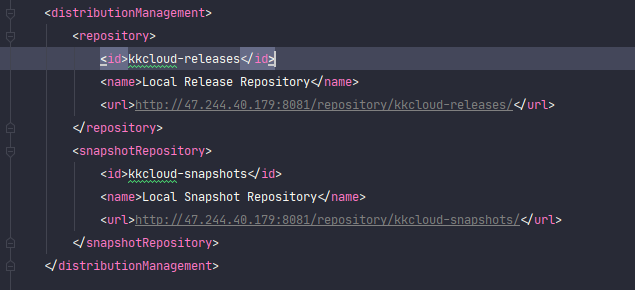 <distributionManagement>
<repository>
<id>kkcloud-releases</id>
<name>Local Release Repository</name>
<url>http://47.244.40.179:8081/repository/kkcloud-releases/</url>
</repository>
<snapshotRepository>
<id>kkcloud-snapshots</id>
<name>Local Snapshot Repository</name>
<url>http://47.244.40.179:8081/repository/kkcloud-snapshots/</url>
</snapshotRepository>
</distributionManagement>